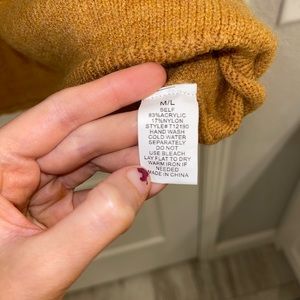 M/L
SELF
83%ACRYLIC
17%NYLON
STYLE# T12190
HAND WASH
COLD WATER
SEPARATELY
DO NOT
USE BLEACH
LAY FLAT TO DRY
WARM IRON IF
NEEDED
MADE IN CHINA